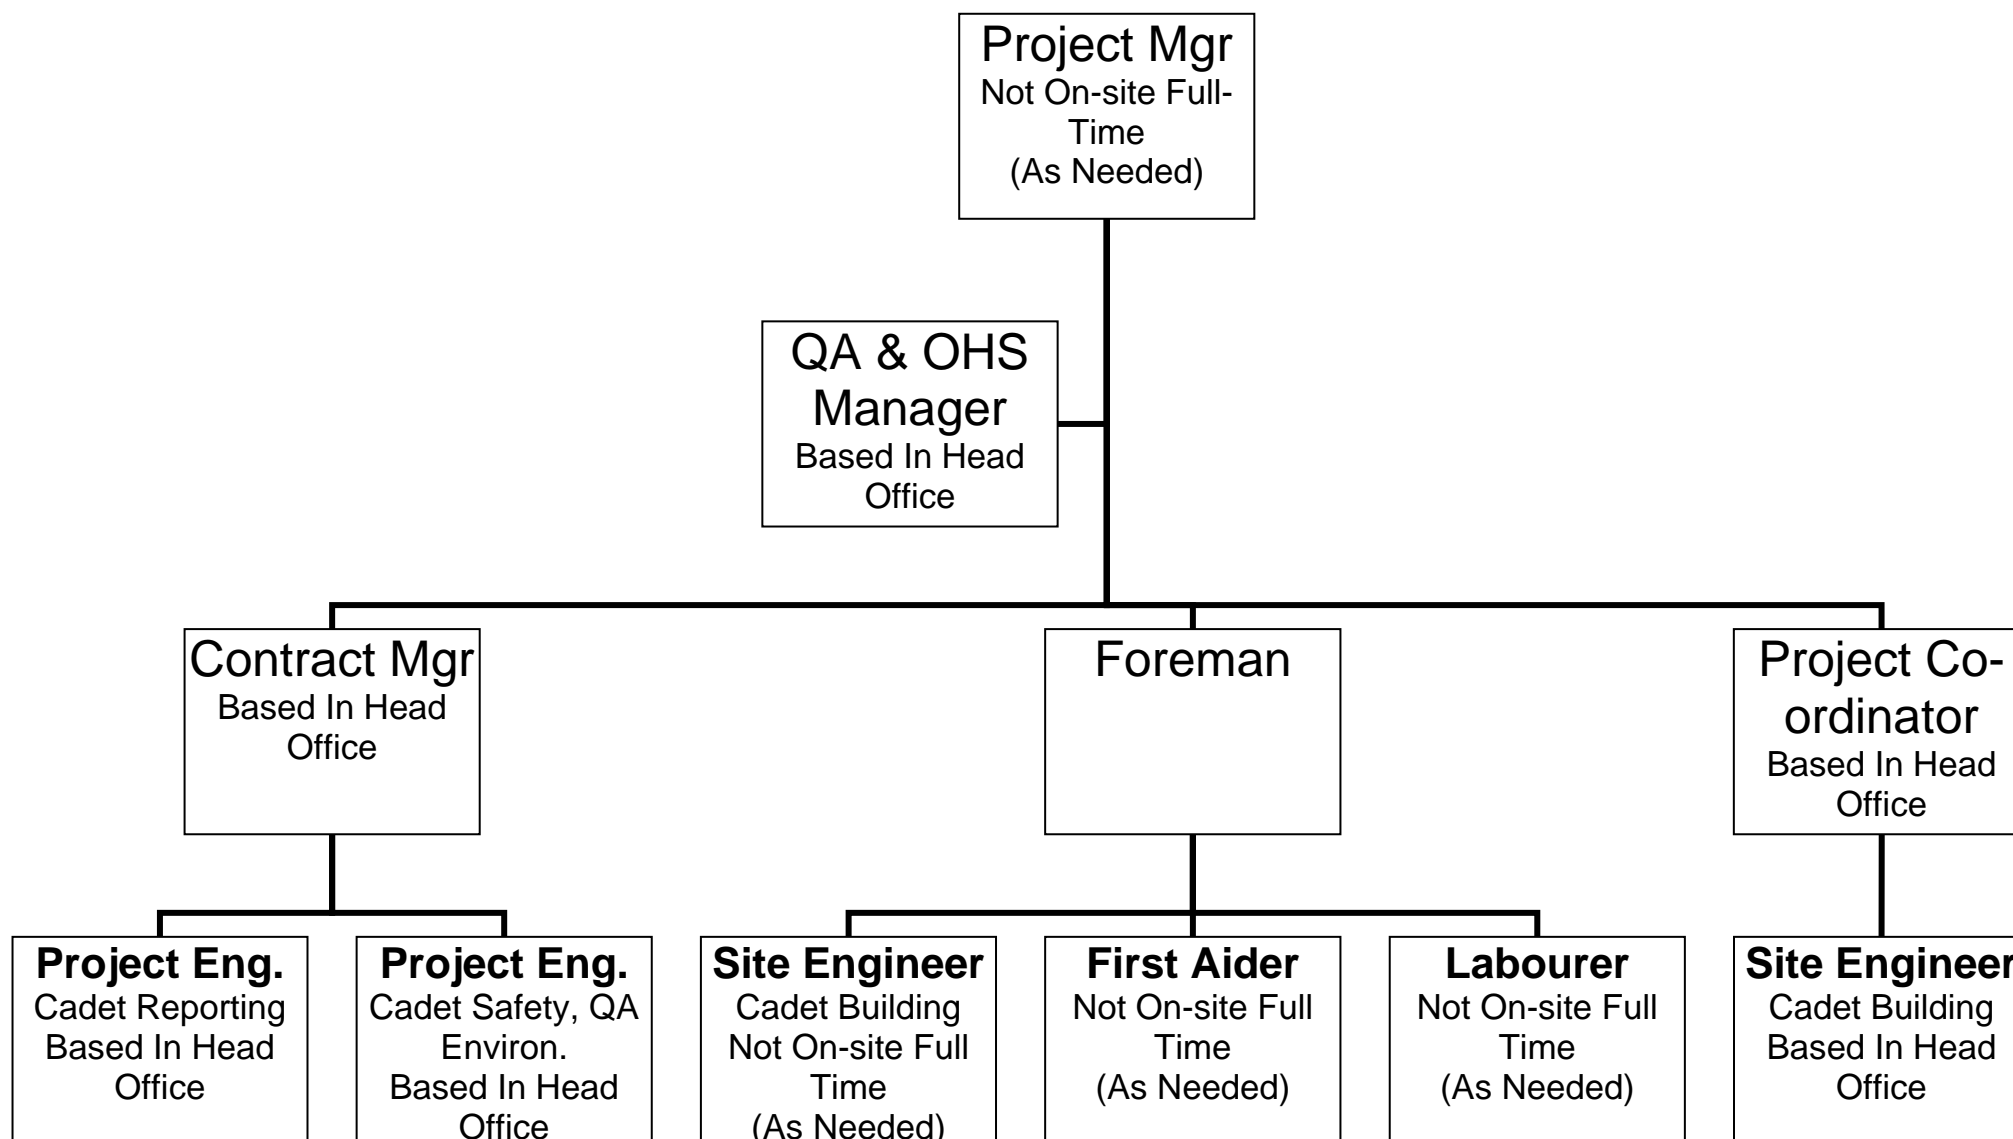 Project Mgr
Not On-site Full-
Time
(As Needed)
QA & OHS
Manager
Based In Head
Office
Contract Mgr
Based In Head
Office
Foreman
Project Co-
ordinator
Based In Head
Office
Project Eng.
Cadet Reporting
Based In Head
Office
Project Eng.
Cadet Safety, QA
Environ.
Based In Head
Office
Site Engineer
Cadet Building
Not On-site Full
Time
(As Needed)
First Aider
Not On-site Full
Time
(As Needed)
Labourer
Not On-site Full
Time
(As Needed)
Site Engineer
Cadet Building
Based In Head
Office